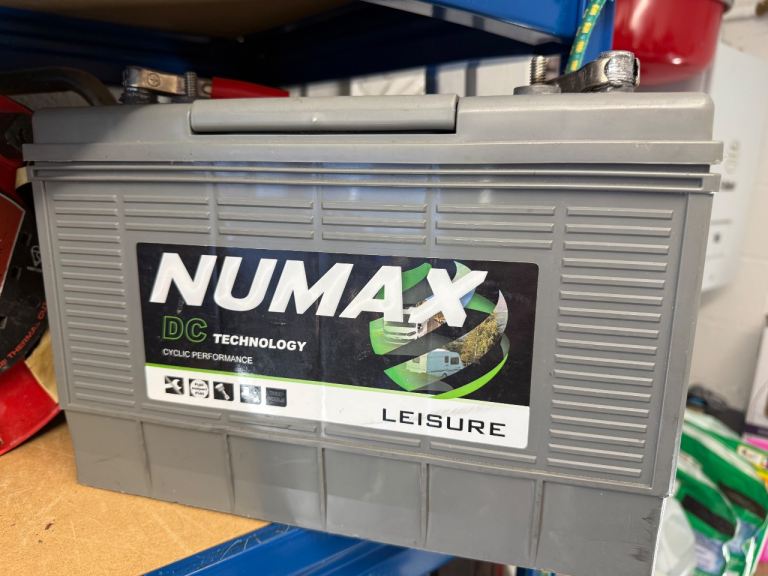 NUMAX
DC TECHNOLOGY
CYCLIC PERFORMANCE
LEISURE